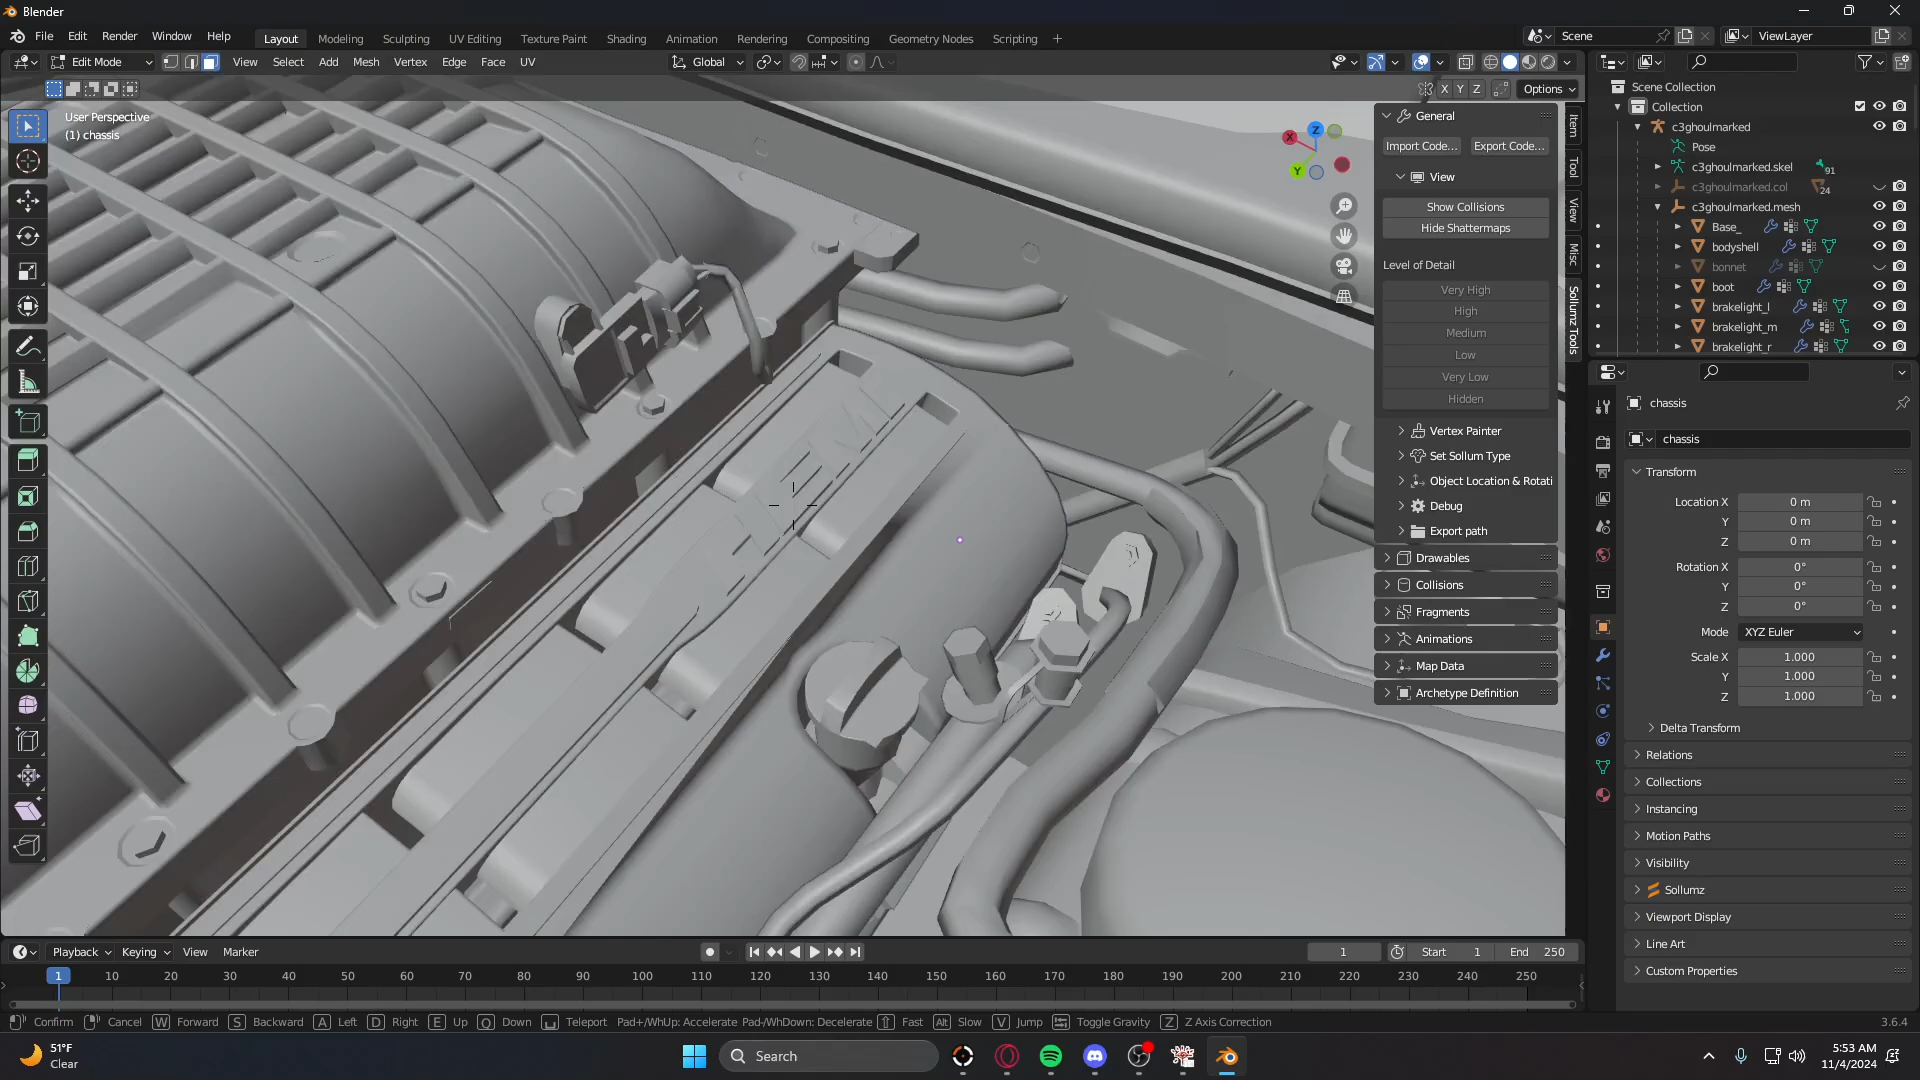 Blender
File Edit Render Window Help
Layout Modeling Sculpting UV Editing Texture Paint Shading Animation Rendering Compositing Geometry Nodes Scripting
Scene
ViewLayer
Edit Mode
View Select Add Mesh Vertex Edge Face UV
Global
X Y Z
Options
User Perspective
(1) chassis
Z
X
Y
General
Import Code...
Export Code...
View
Show Collisions
Hide Shattermaps
Level of Detail
Very High
High
Medium
Low
Very Low
Hidden
Vertex Painter
Set Sollum Type
Object Location & Rotati
Debug
Export path
Drawables
Collisions
Fragments
Animations
Map Data
Archetype Definition
Item
Tool
View
Misc
Sollumz Tools
Scene Collection
Collection
c3ghoulmarked
Pose
c3ghoulmarked.skel
91
c3ghoulmarked.col
24
c3ghoulmarked.mesh
Base_
bodyshell
bonnet
boot
brakelight_l
brakelight_m
brakelight_r
chassis
chassis
Transform
Location X 0 m
Y 0 m
Z 0 m
Rotation X 0°
Y 0°
Z 0°
Mode XYZ Euler
Scale X 1.000
Y 1.000
Z 1.000
Delta Transform
Relations
Collections
Instancing
Motion Paths
Visibility
Sollumz
Viewport Display
Line Art
Custom Properties
Playback Keying View Marker
1
Start 1
End 250
1 10 20 30 40 50 60 70 80 90 100 110 120 130 140 150 160 170 180 190 200 210 220 230 240 250
Confirm Cancel W Forward S Backward A Left D Right E Up Q Down Teleport Pad+/WhUp: Accelerate Pad-/WhDown: Decelerate Fast Alt Slow V Jump Toggle Gravity Z Z Axis Correction
3.6.4
51°F
Clear
Search
5:53 AM
11/4/2024